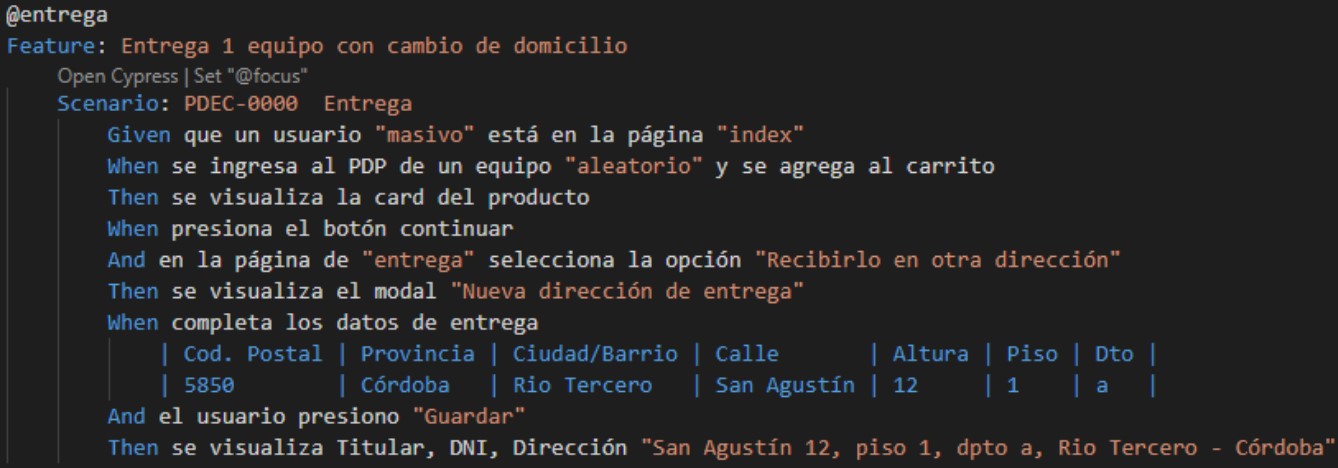 @entrega
Feature: Entrega 1 equipo con cambio de domicilio
Open Cypress | Set "@focus"
Scenario: PDEC-0000  Entrega
Given que un usuario "masivo" está en la página "index"
When se ingresa al PDP de un equipo "aleatorio" y se agrega al carrito
Then se visualiza la card del producto
When presiona el botón continuar
And en la página de "entrega" selecciona la opción "Recibirlo en otra dirección"
Then se visualiza el modal "Nueva dirección de entrega"
When completa los datos de entrega
| Cod. Postal | Provincia | Ciudad/Barrio | Calle       | Altura | Piso | Dto |
| 5850        | Córdoba   | Rio Tercero   | San Agustín | 12     | 1    | a   |
And el usuario presiono "Guardar"
Then se visualiza Titular, DNI, Dirección "San Agustín 12, piso 1, dpto a, Rio Tercero - Córdoba"